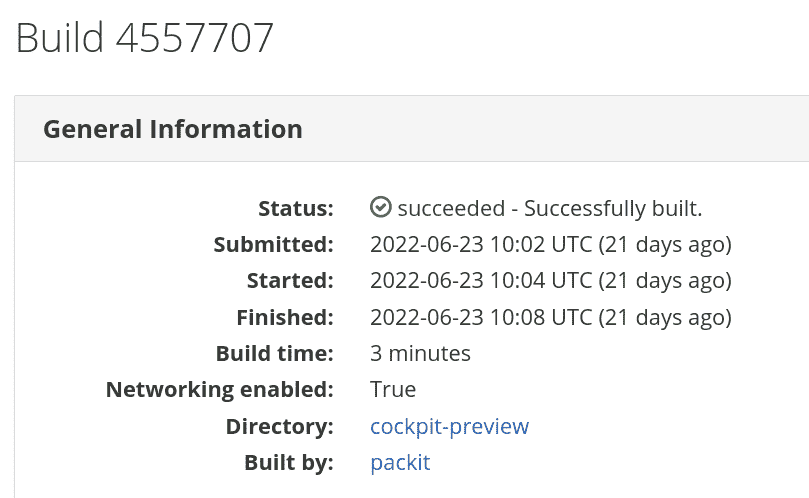 Build 4557707
General Information
Status: succeeded - Successfully built.
Submitted: 2022-06-23 10:02 UTC (21 days ago)
Started: 2022-06-23 10:04 UTC (21 days ago)
Finished: 2022-06-23 10:08 UTC (21 days ago)
Build time: 3 minutes
Networking enabled: True
Directory: cockpit-preview
Built by: packit